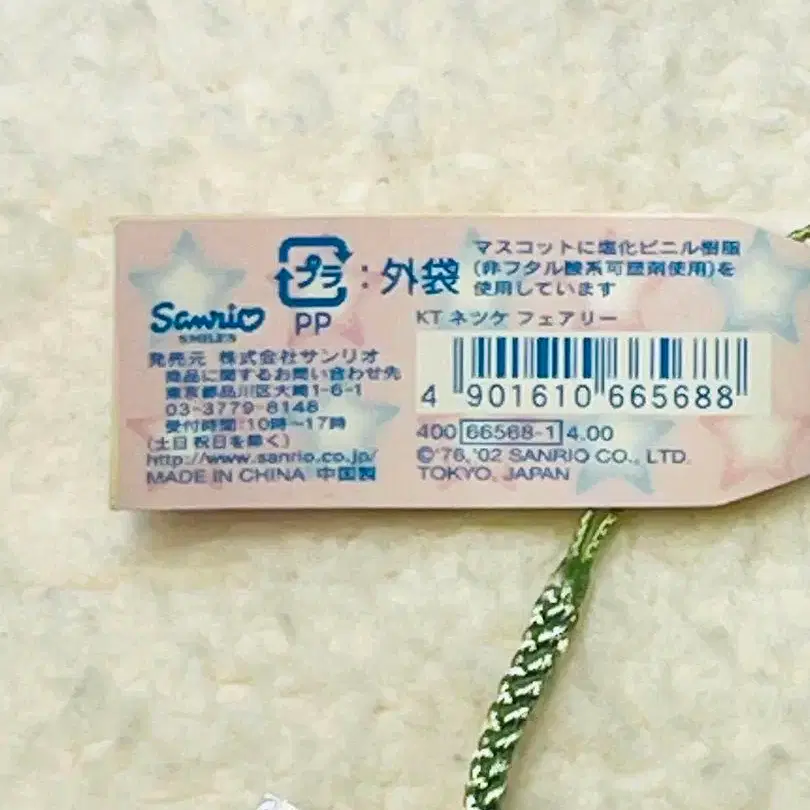 プラ : 外袋
PP
マスコットに塩化ビニル樹脂
(非フタル酸系可塑剤使用)を
使用しています
Sanrio
SMILES
発売元 株式会社サンリオ
商品に関するお問い合わせ先
東京都品川区大崎1-6-1
03-3779-8148
受付時間:10時〜17時
(土日祝日を除く)
http://www.sanrio.co.jp/
MADE IN CHINA 中国製
KT ネツケ フェアリー
4 901610 665688
400 66568-1 4.00
©'76,'02 SANRIO CO., LTD.
TOKYO, JAPAN